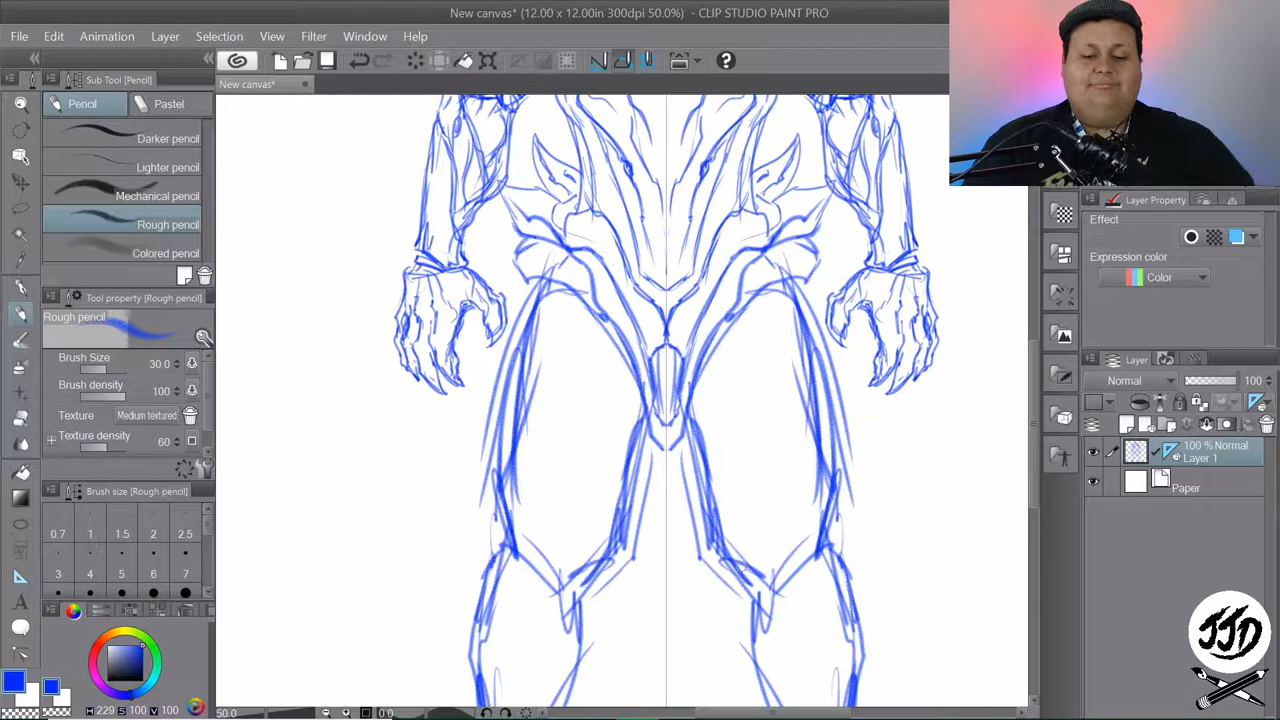 New canvas* (12.00 x 12.00in 300dpi 50.0%) - CLIP STUDIO PAINT PRO
File Edit Animation Layer Selection View Filter Window Help
New canvas*
Sub Tool [Pencil]
Pencil Pastel
Darker pencil
Lighter pencil
Mechanical pencil
Rough pencil
Colored pencil
Tool property [Rough pencil]
Rough pencil
Brush Size 30.0
Brush density 100
Texture Medium textured
Texture density 60
Brush size [Rough pencil]
0.7 1 1.5 2 2.5
3 4 5 6 7
H 229 S 100 V 100
50.0 0.0
Layer Property
Effect
Expression color
Color
Layer
Normal 100
100 % Normal
Layer 1
Paper
JJD